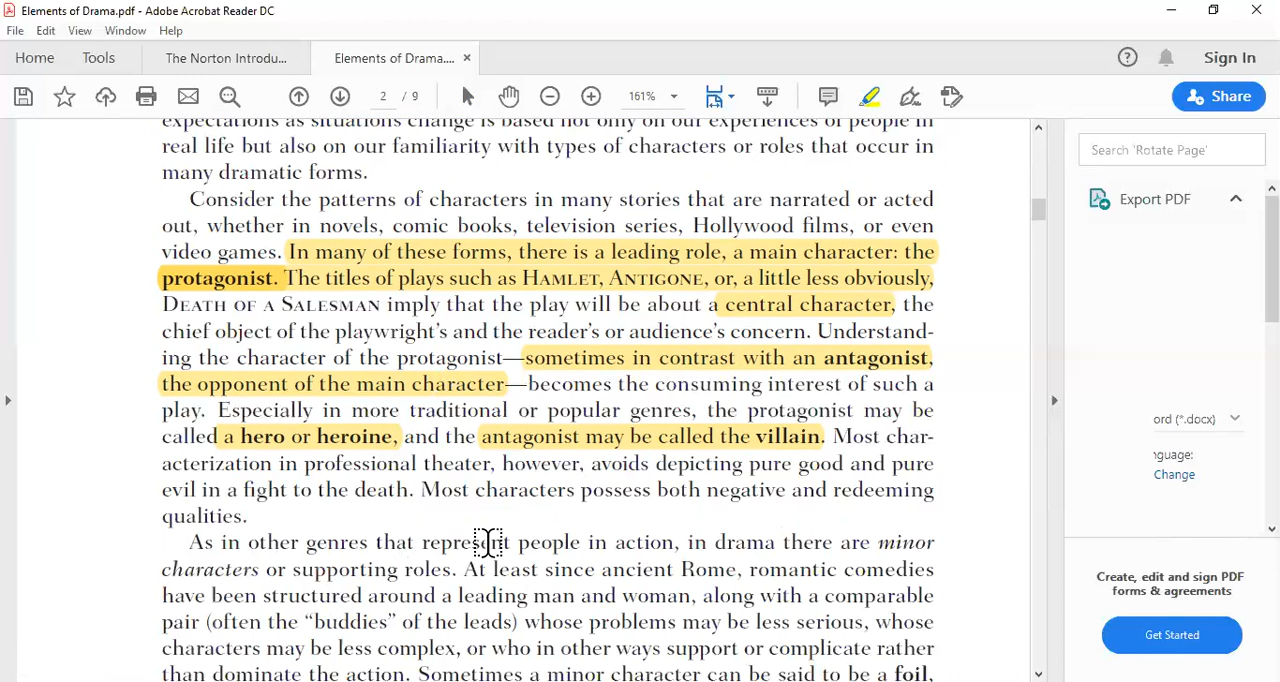 Elements of Drama.pdf - Adobe Acrobat Reader DC
File Edit View Window Help
Home Tools The Norton Introdu... Elements of Drama.... × Sign In
2 / 9 161% Share
expectations as situations change is based not only on our experiences of people in
real life but also on our familiarity with types of characters or roles that occur in
many dramatic forms.
Consider the patterns of characters in many stories that are narrated or acted
out, whether in novels, comic books, television series, Hollywood films, or even
video games. In many of these forms, there is a leading role, a main character: the
protagonist. The titles of plays such as HAMLET, ANTIGONE, or, a little less obviously,
DEATH OF A SALESMAN imply that the play will be about a central character, the
chief object of the playwright's and the reader's or audience's concern. Understand-
ing the character of the protagonist—sometimes in contrast with an antagonist,
the opponent of the main character—becomes the consuming interest of such a
play. Especially in more traditional or popular genres, the protagonist may be
called a hero or heroine, and the antagonist may be called the villain. Most char-
acterization in professional theater, however, avoids depicting pure good and pure
evil in a fight to the death. Most characters possess both negative and redeeming
qualities.
As in other genres that represent people in action, in drama there are minor
characters or supporting roles. At least since ancient Rome, romantic comedies
have been structured around a leading man and woman, along with a comparable
pair (often the “buddies” of the leads) whose problems may be less serious, whose
characters may be less complex, or who in other ways support or complicate rather
than dominate the action. Sometimes a minor character can be said to be a foil,
Search 'Rotate Page'
Export PDF
ord (*.docx)
nguage:
Change
Create, edit and sign PDF
forms & agreements
Get Started